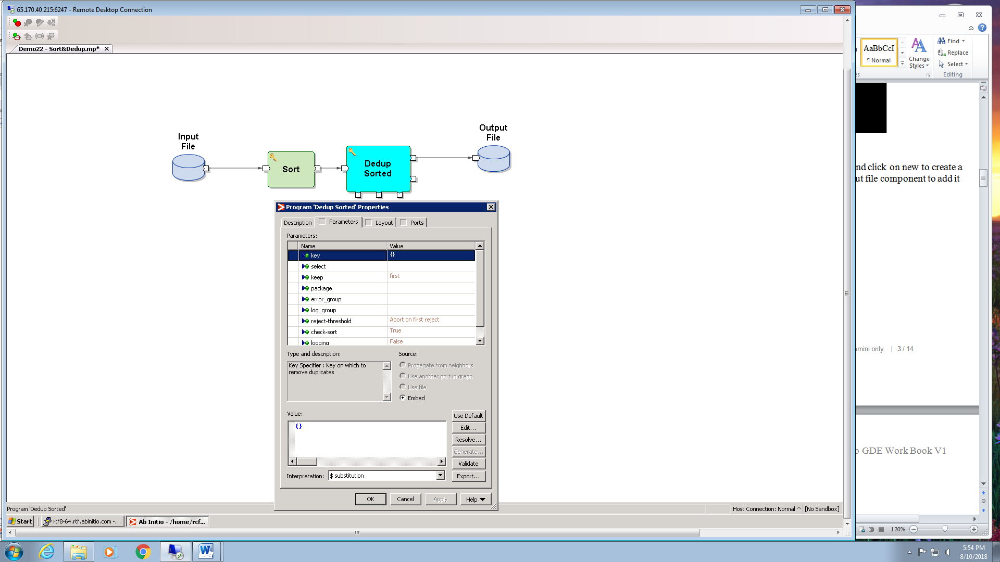 65.170.40.215:6247 - Remote Desktop Connection
Demo22 - Sort&Dedup.mp*
Input
File
Sort
Dedup
Sorted
Output
File
Program 'Dedup Sorted' Properties
Description
Parameters
Layout
Ports
Parameters:
Name Value
key {}
select
keep first
package
error_group
log_group
reject-threshold Abort on first reject
check-sort True
logging False
Type and description:
Key Specifier : Key on which to
remove duplicates
Source:
Propagate from neighbors
Use another port in graph
Use file
Embed
Value:
{}
Use Default
Edit...
Resolve...
Generate...
Validate
Export...
Interpretation: $ substitution
OK Cancel Apply Help
Program 'Dedup Sorted'
Host Connection: Normal ^ [No Sandbox]
Start
rtf8-64.rtf.abinitio.com -...
Ab Initio - /home/rcf...
AaBbCcI
¶ Normal
Change
Styles
Find
Replace
Select
Editing
nd click on new to create a
ut file component to add it
emini only. | 3 / 14
GDE WorkBook V1
120%
5:54 PM
8/10/2018